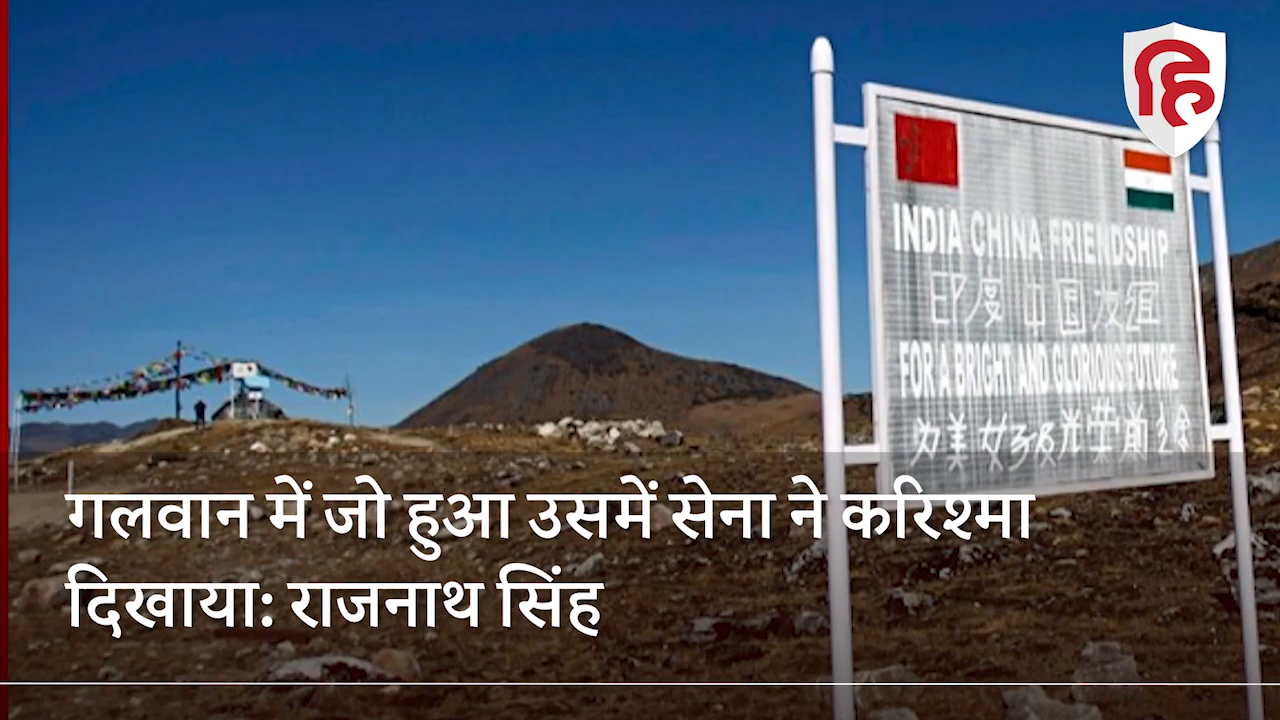 INDIA CHINA FRIENDSHIP
印度 中国友谊
FOR A BRIGHT AND GLORIOUS FUTURE
गलवान में जो हुआ उसमें सेना ने करिश्मा
दिखाया: राजनाथ सिंह